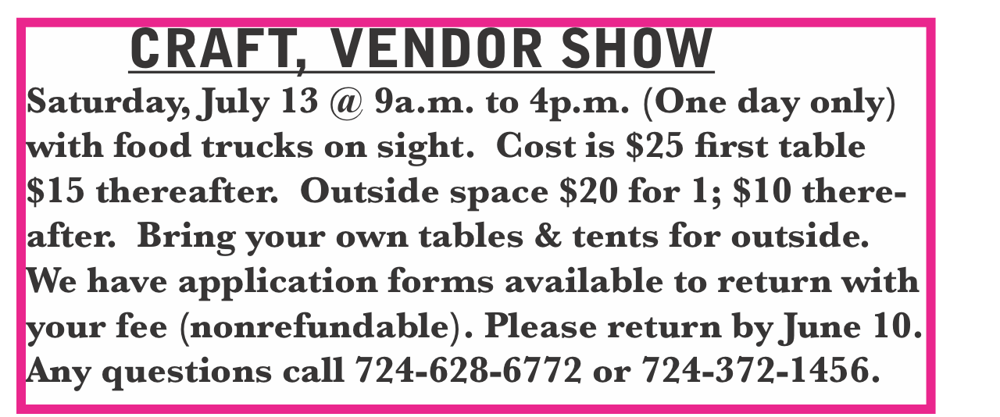 CRAFT, VENDOR SHOW
Saturday, July 13 @ 9a.m. to 4p.m. (One day only)
with food trucks on sight.  Cost is $25 first table
$15 thereafter.  Outside space $20 for 1; $10 there-
after.  Bring your own tables & tents for outside.
We have application forms available to return with
your fee (nonrefundable). Please return by June 10.
Any questions call 724-628-6772 or 724-372-1456.